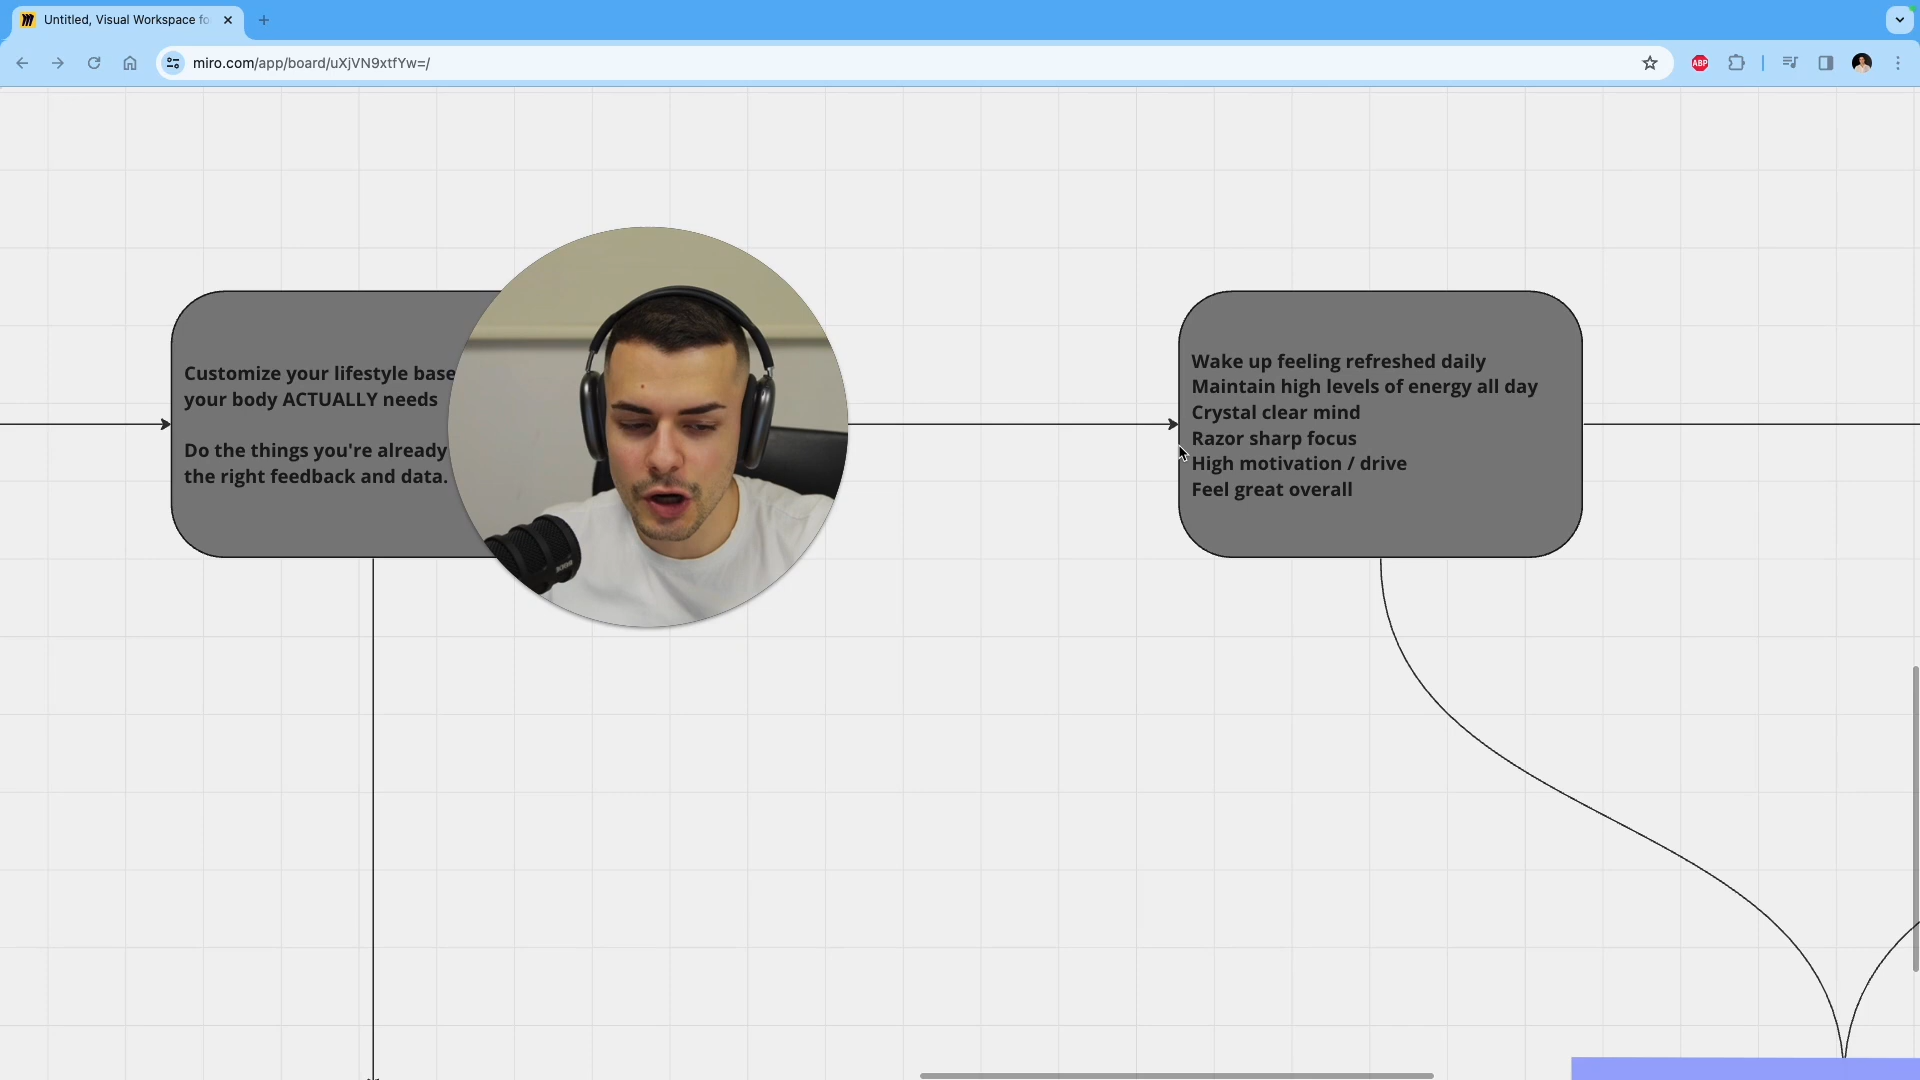 Untitled, Visual Workspace fo
miro.com/app/board/uXjVN9xtfYw=/
ABP
Customize your lifestyle base
your body ACTUALLY needs
Do the things you're already
the right feedback and data.
Wake up feeling refreshed daily
Maintain high levels of energy all day
Crystal clear mind
Razor sharp focus
High motivation / drive
Feel great overall